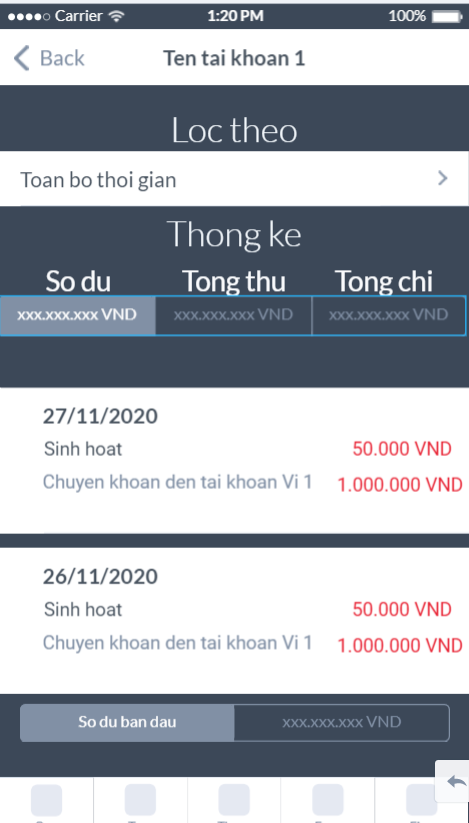 Carrier 1:20 PM 100%
Back Ten tai khoan 1
Loc theo
Toan bo thoi gian
Thong ke
So du Tong thu Tong chi
xxx.xxx.xxx VND xxx.xxx.xxx VND xxx.xxx.xxx VND
27/11/2020
Sinh hoat 50.000 VND
Chuyen khoan den tai khoan Vi 1 1.000.000 VND
26/11/2020
Sinh hoat 50.000 VND
Chuyen khoan den tai khoan Vi 1 1.000.000 VND
So du ban dau xxx.xxx.xxx VND